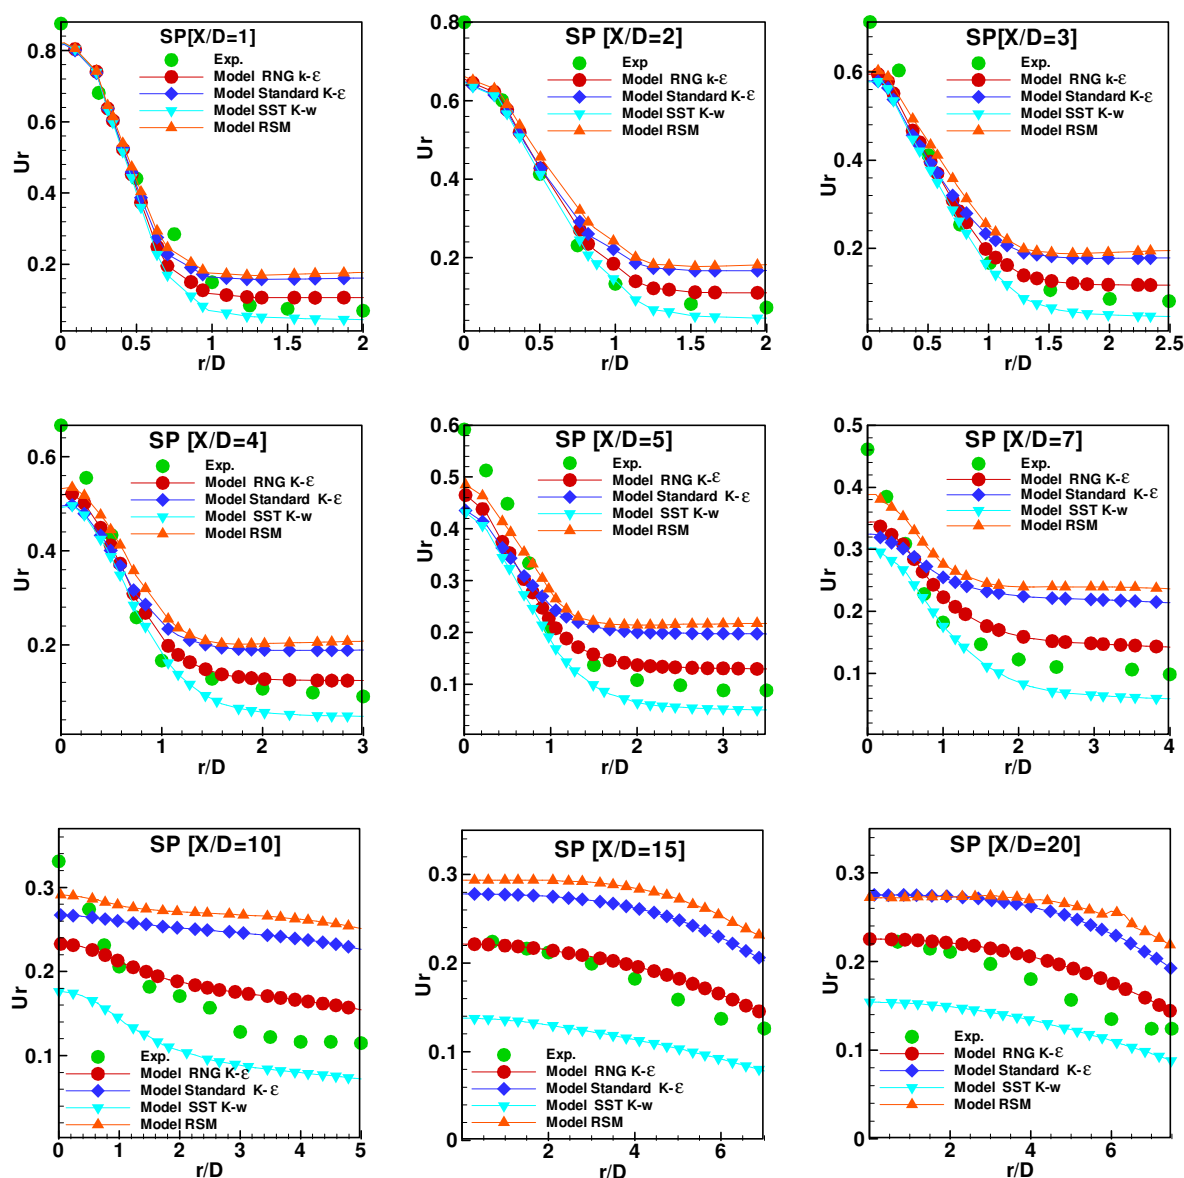 SP[X/D=1]
Exp.
Model RNG k-ε
Model Standard K-ε
Model SST K-w
Model RSM
Ur
0.8
0.6
0.4
0.2
0 0.5 1 1.5 2
r/D
SP [X/D=2]
Exp
Model RNG k-ε
Model Standard K-ε
Model SST K-w
Model RSM
Ur
0.8
0.6
0.4
0.2
0 0.5 1 1.5 2
r/D
SP [X/D=3]
Exp.
Model RNG k-ε
Model Standard K-ε
Model SST K-w
Model RSM
Ur
0.6
0.4
0.2
0 0.5 1 1.5 2 2.5
r/D
SP [X/D=4]
Exp.
Model RNG K-ε
Model Standard K-ε
Model SST K-w
Model RSM
Ur
0.6
0.4
0.2
0 1 2 3
r/D
SP [X/D=5]
Exp.
Model RNG K-ε
Model Standard K-ε
Model SST K-w
Model RSM
Ur
0.6
0.5
0.4
0.3
0.2
0.1
0 1 2 3
r/D
SP [X/D=7]
Exp.
Model RNG K-ε
Model Standard K-ε
Model SST K-w
Model RSM
Ur
0.5
0.4
0.3
0.2
0.1
0 1 2 3 4
r/D
SP [X/D=10]
Ur
0.3
0.2
0.1
Exp.
Model RNG K-ε
Model Standard K-ε
Model SST K-w
Model RSM
0 1 2 3 4 5
r/D
SP [X/D=15]
Ur
0.3
0.2
0.1
0
Exp.
Model RNG K-ε
Model Standard K-ε
Model SST K-w
Model RSM
2 4 6
r/D
SP [X/D=20]
Ur
0.3
0.2
0.1
0
Exp.
Model RNG K-ε
Model Standard K-ε
Model SST K-w
Model RSM
0 2 4 6
r/D